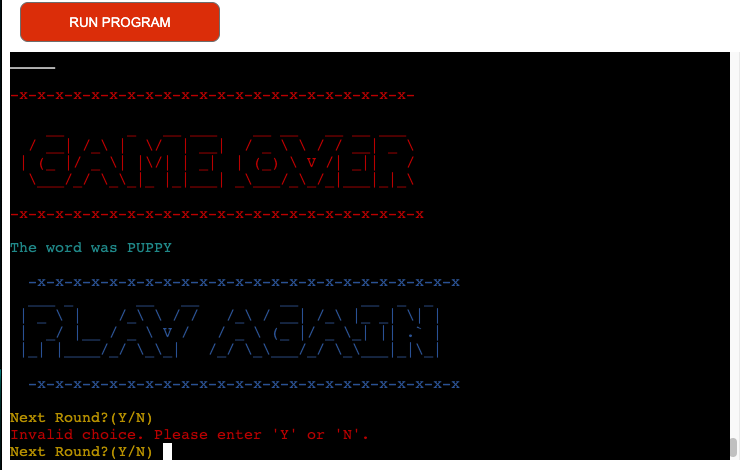 RUN PROGRAM
-x-x-x-x-x-x-x-x-x-x-x-x-x-x-x-x-x-x-x-x-x-x-
GAME OVER
-x-x-x-x-x-x-x-x-x-x-x-x-x-x-x-x-x-x-x-x-x-x-x
The word was PUPPY
-x-x-x-x-x-x-x-x-x-x-x-x-x-x-x-x-x-x-x-x-x-x-x-x
PLAY AGAIN
-x-x-x-x-x-x-x-x-x-x-x-x-x-x-x-x-x-x-x-x-x-x-x-x
Next Round?(Y/N)
Invalid choice. Please enter 'Y' or 'N'.
Next Round?(Y/N)